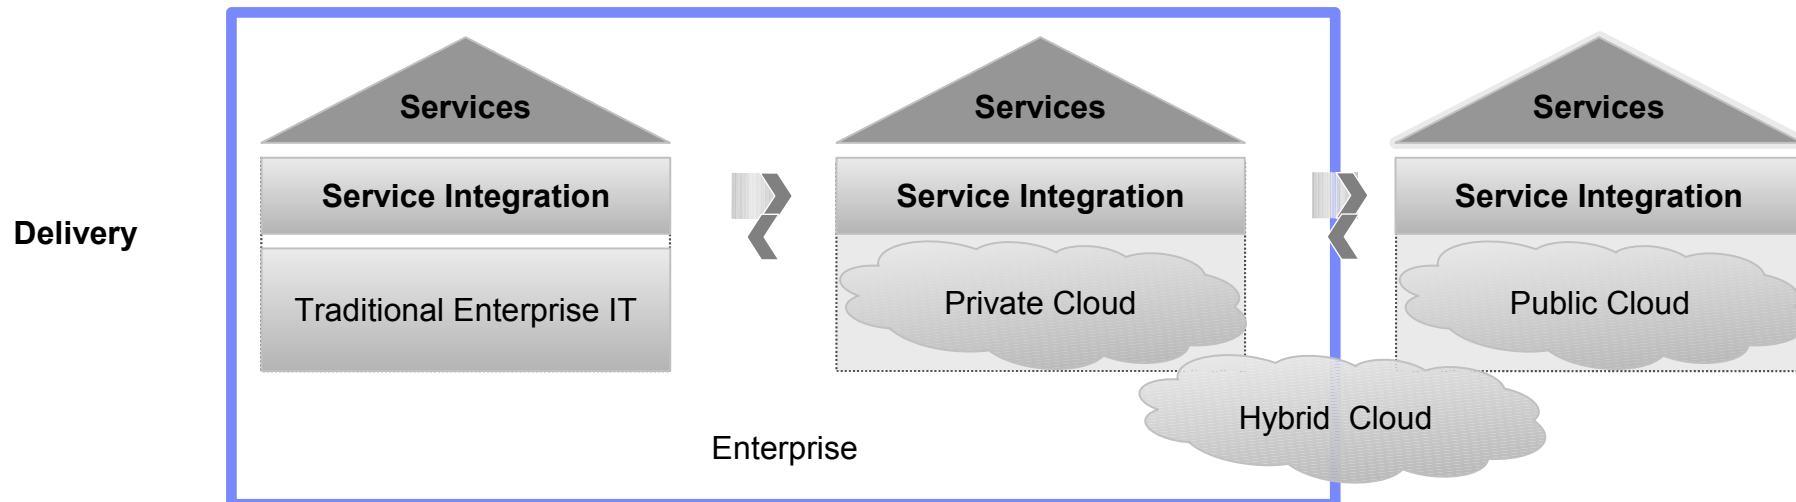 Services
Services
Services
Service Integration
Service Integration
Service Integration
Delivery
Traditional Enterprise IT
Private Cloud
Public Cloud
Hybrid Cloud
Enterprise